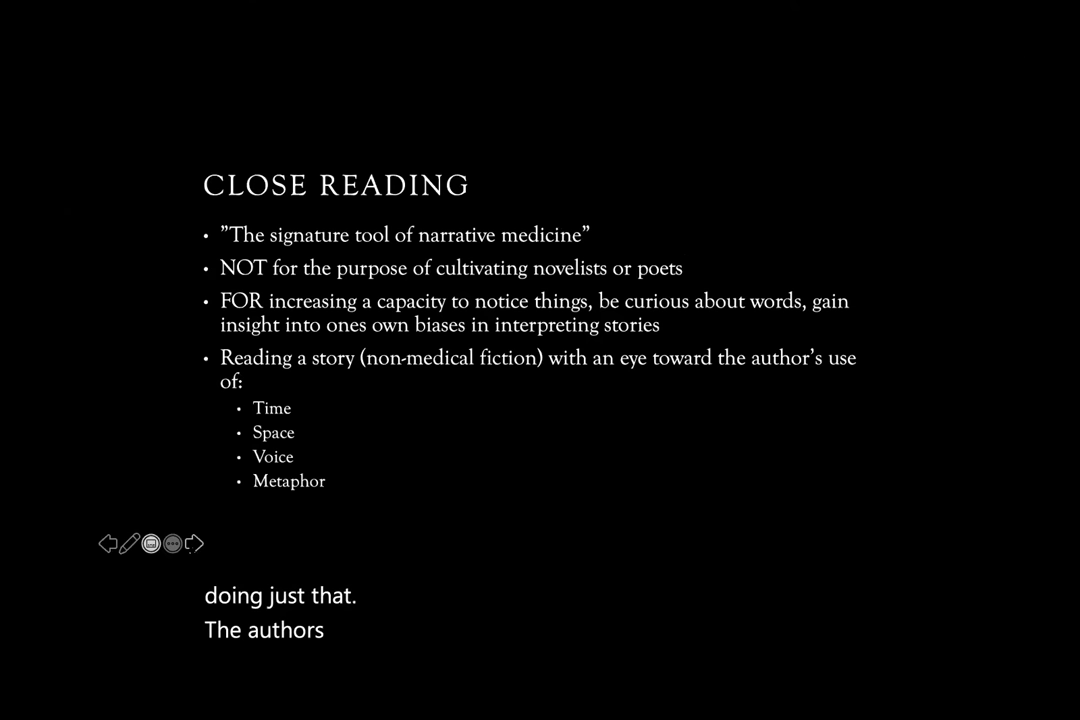 CLOSE READING
• ”The signature tool of narrative medicine”
• NOT for the purpose of cultivating novelists or poets
• FOR increasing a capacity to notice things, be curious about words, gain
insight into ones own biases in interpreting stories
• Reading a story (non-medical fiction) with an eye toward the author’s use
of:
• Time
• Space
• Voice
• Metaphor
doing just that.
The authors